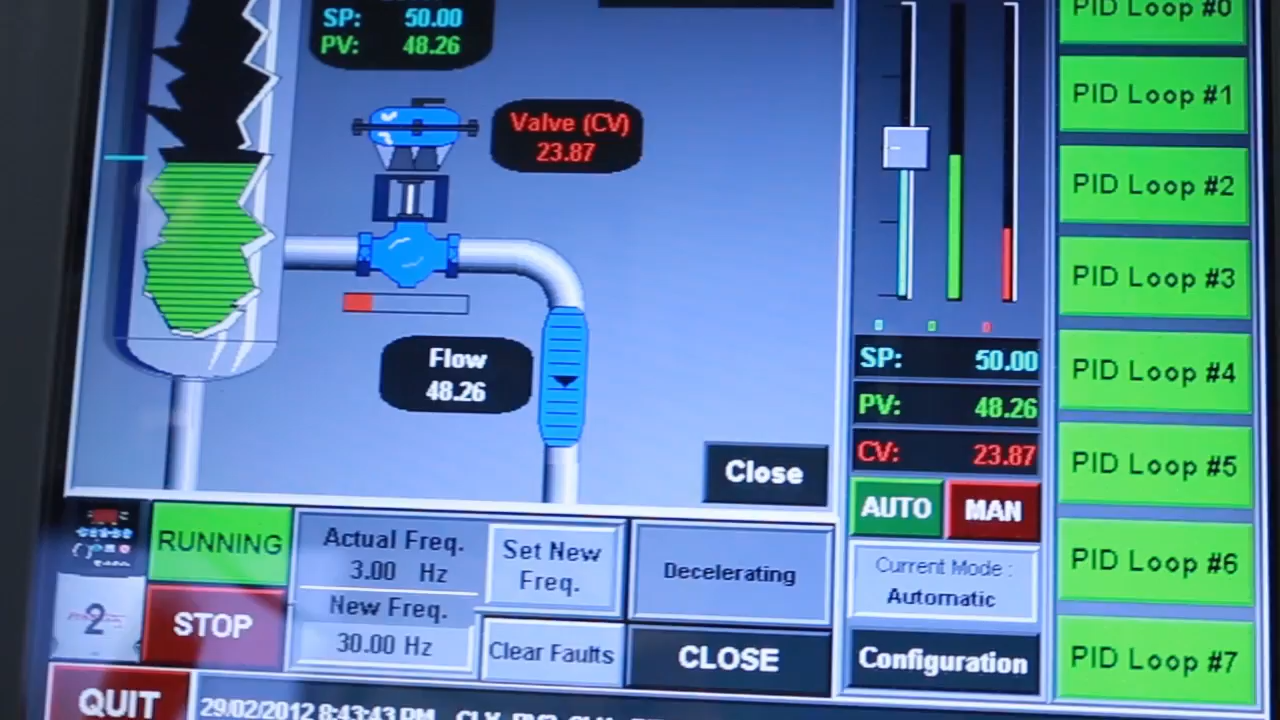 SP: 50.00
PV: 48.26
Valve (CV)
23.87
Flow
48.26
Close
0 0 0
SP: 50.00
PV: 48.26
CV: 23.87
AUTO MAN
Current Mode :
Automatic
Configuration
PID Loop #0
PID Loop #1
PID Loop #2
PID Loop #3
PID Loop #4
PID Loop #5
PID Loop #6
PID Loop #7
RUNNING
STOP
2
Actual Freq.
3.00 Hz
New Freq.
30.00 Hz
Set New
Freq.
Clear Faults
Decelerating
CLOSE
QUIT
29/02/2012 8:43:43 PM